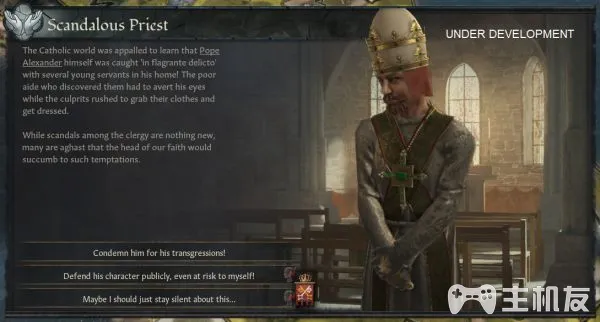 Scandalous Priest
UNDER DEVELOPMENT
The Catholic world was appalled to learn that Pope
Alexander himself was caught 'in flagrante delicto'
with several young servants in his home! The poor
aide who discovered them had to avert his eyes
while the culprits rushed to grab their clothes and
get dressed.
While scandals among the clergy are nothing new,
many are aghast that the head of our faith would
succumb to such temptations.
Condemn him for his transgressions!
Defend his character publicly, even at risk to myself!
Maybe I should just stay silent about this...
主机友